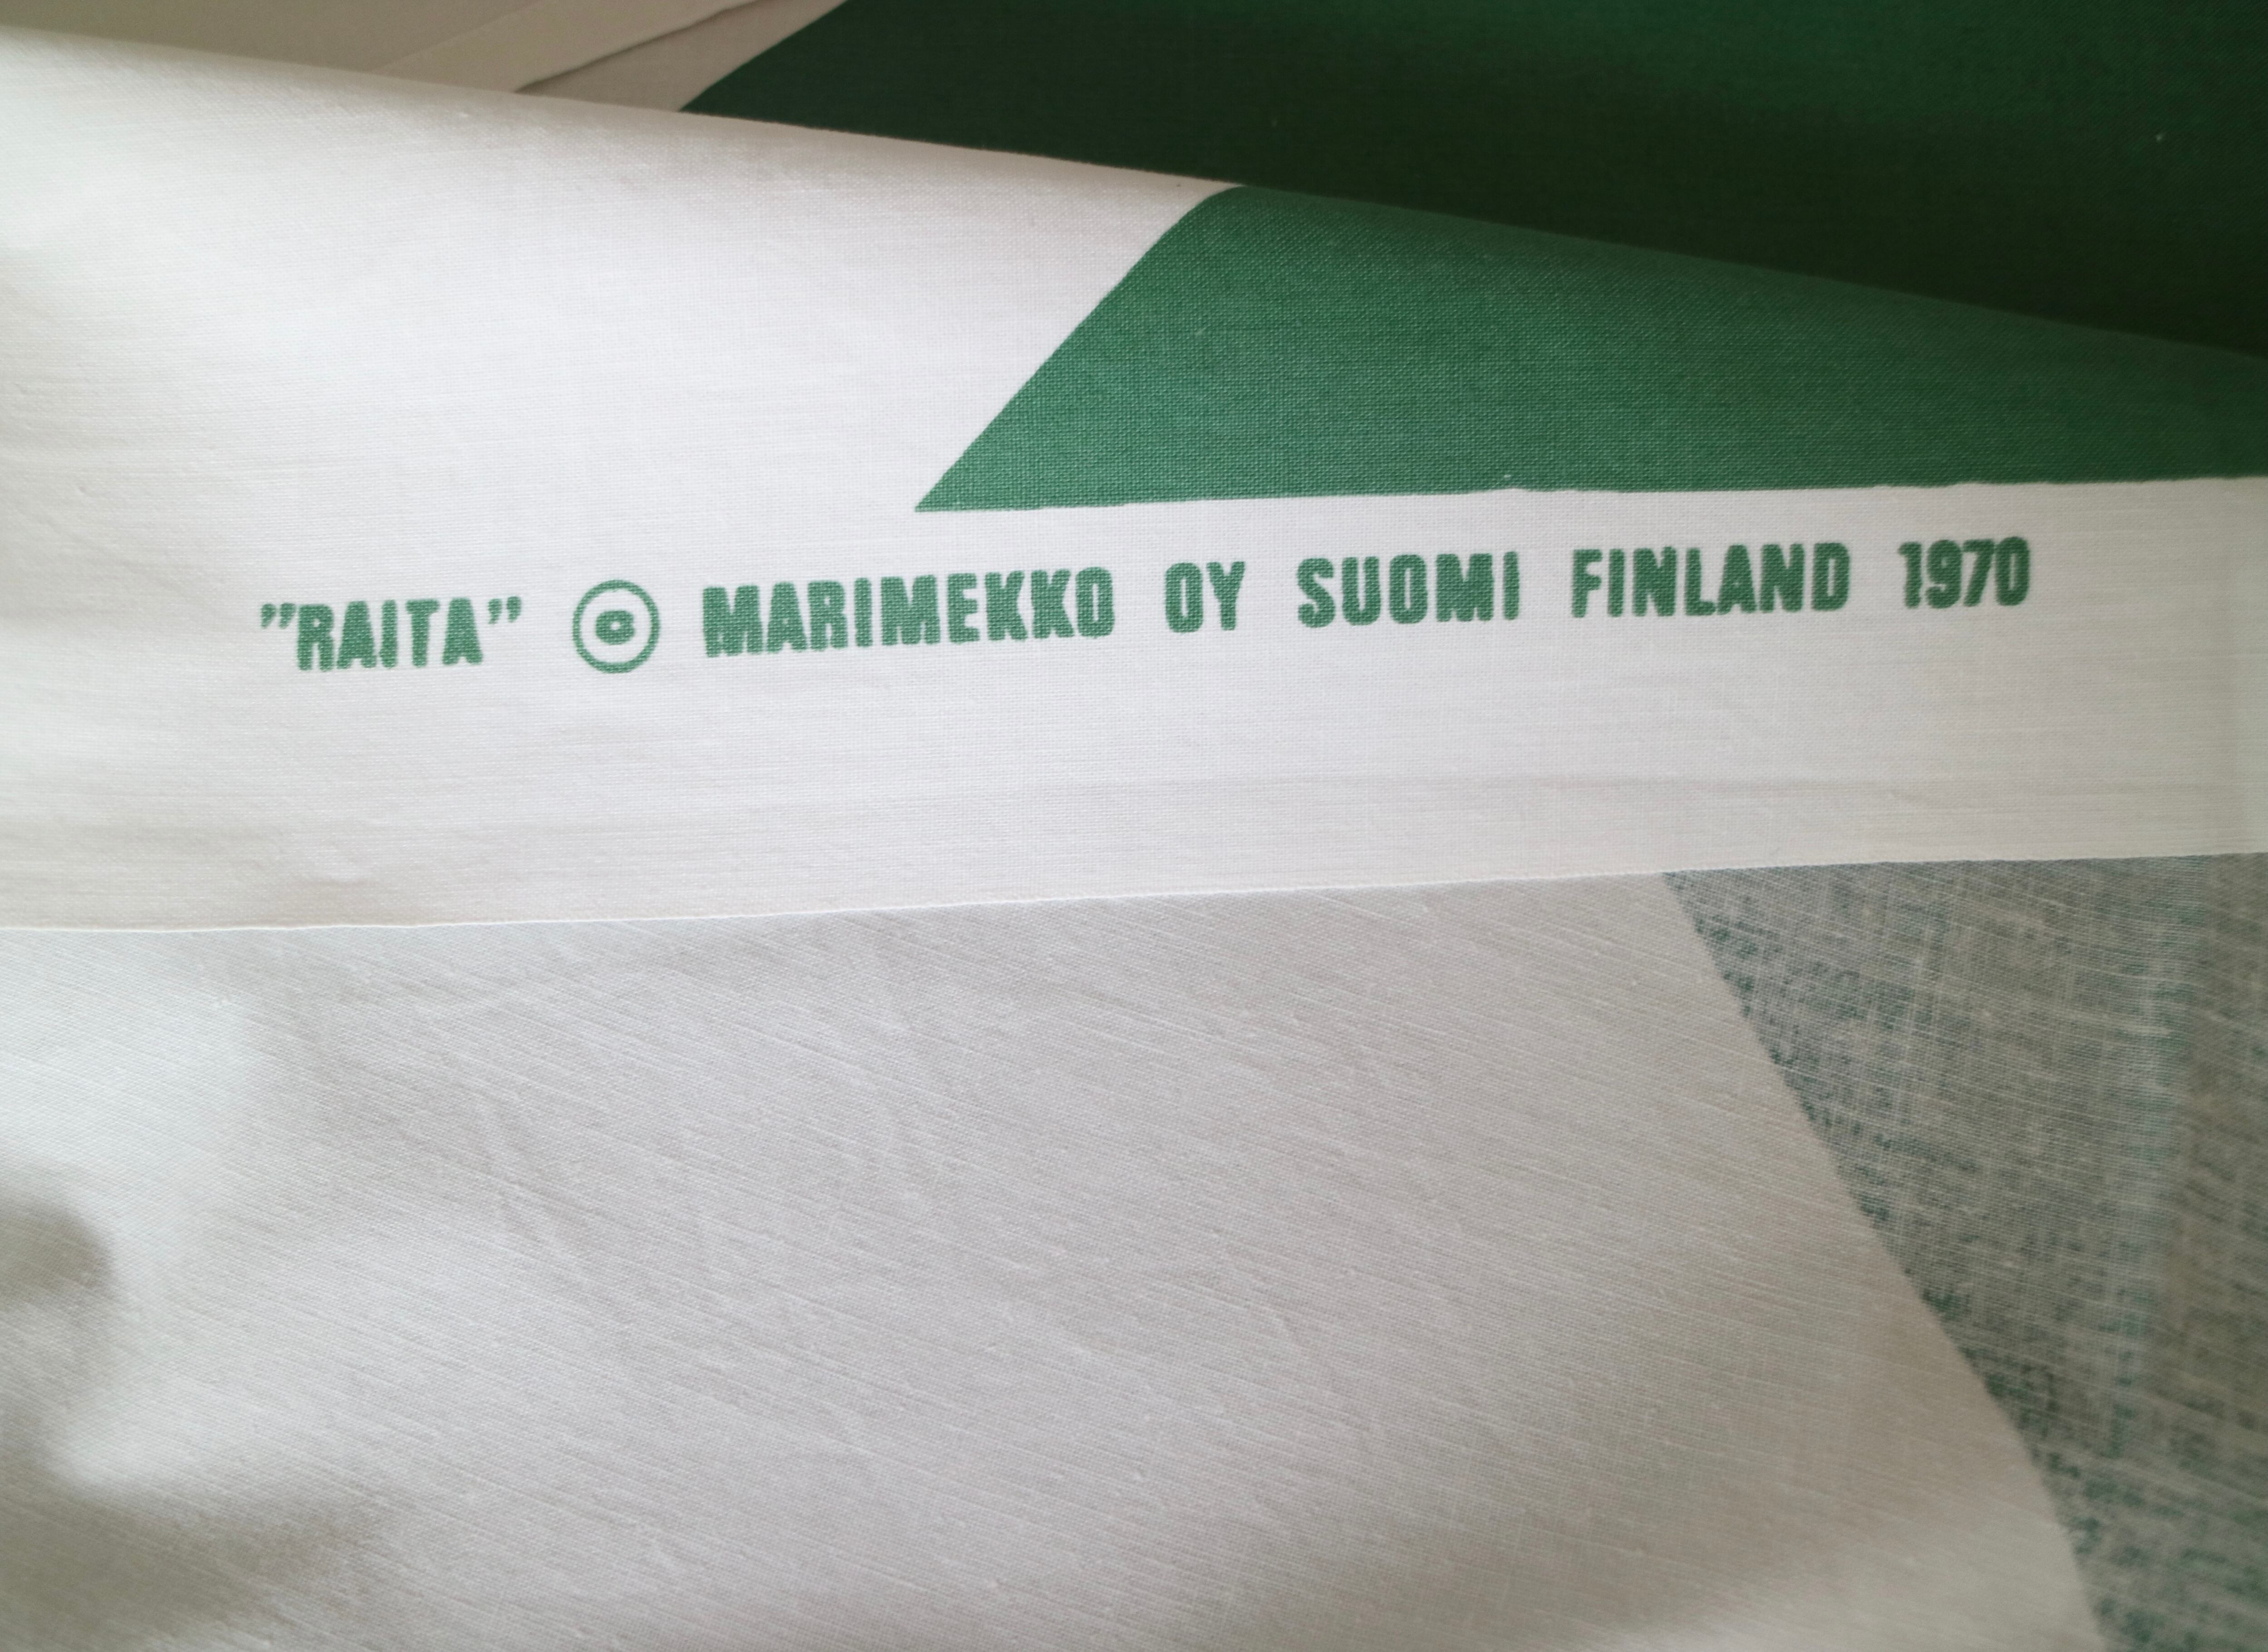 ”RAITA” © MARIMEKKO OY SUOMI FINLAND 1970